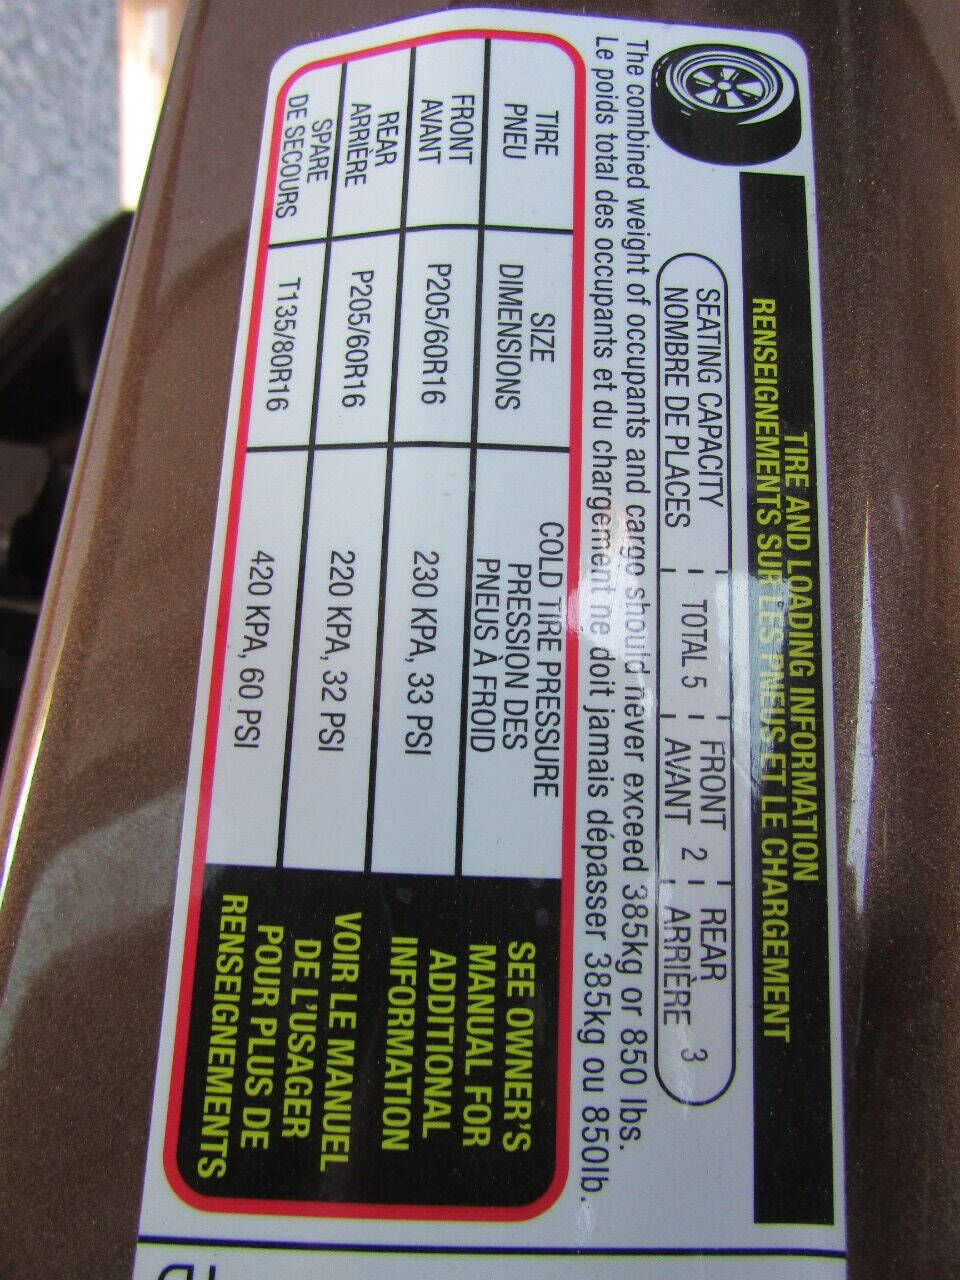 TIRE AND LOADING INFORMATION
RENSEIGNEMENTS SUR LES PNEUS ET LE CHARGEMENT
SEATING CAPACITY
NOMBRE DE PLACES
TOTAL 5
FRONT
AVANT
2
REAR
ARRIÈRE
3
The combined weight of occupants and cargo should never exceed 385kg or 850 lbs.
Le poids total des occupants et du chargement ne doit jamais dépasser 385kg ou 850lb.
TIRE
PNEU
SIZE
DIMENSIONS
COLD TIRE PRESSURE
PRESSION DES
PNEUS À FROID
FRONT
AVANT
P205/60R16
230 KPA, 33 PSI
REAR
ARRIÈRE
P205/60R16
220 KPA, 32 PSI
SPARE
DE SECOURS
T135/80R16
420 KPA, 60 PSI
SEE OWNER'S
MANUAL FOR
ADDITIONAL
INFORMATION
VOIR LE MANUEL
DE L'USAGER
POUR PLUS DE
RENSEIGNEMENTS